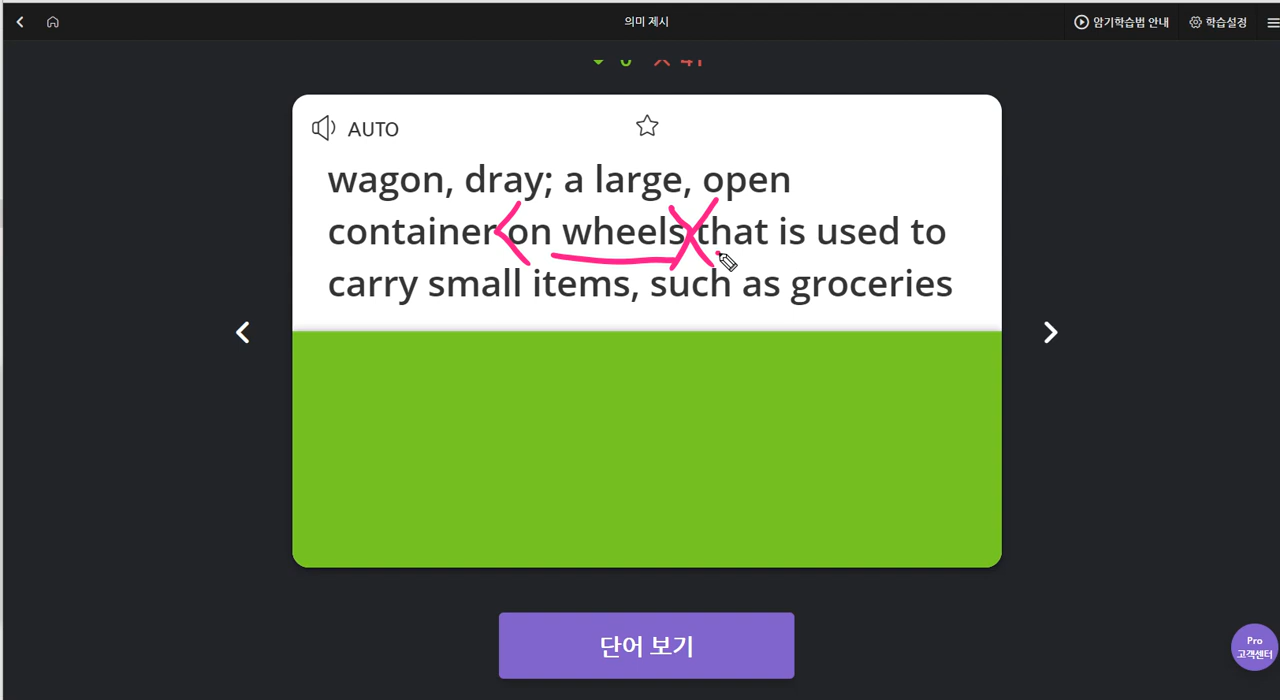 의미 제시
암기학습법 안내
학습설정
AUTO
wagon, dray; a large, open
container on wheels that is used to
carry small items, such as groceries
단어 보기
Pro
고객센터